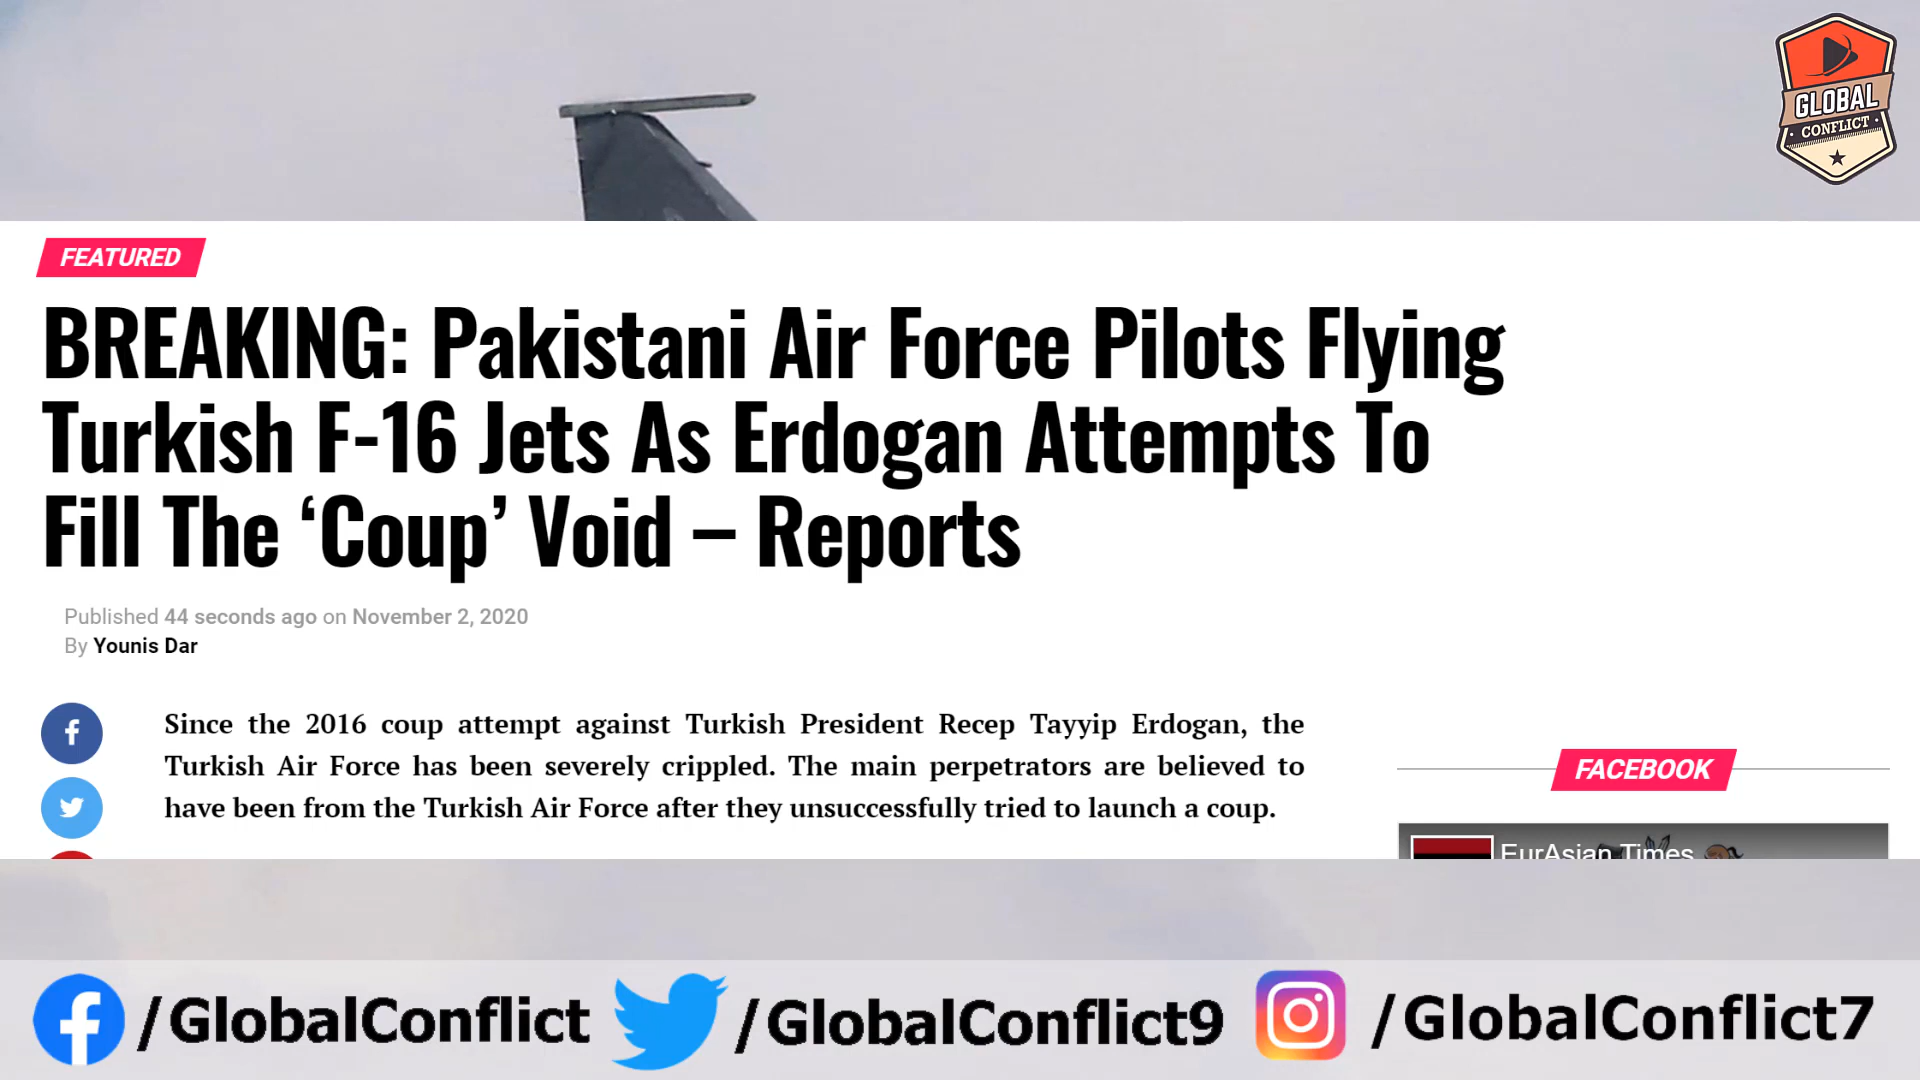 GLOBAL
CONFLICT
FEATURED
BREAKING: Pakistani Air Force Pilots Flying
Turkish F-16 Jets As Erdogan Attempts To
Fill The ‘Coup’ Void – Reports
Published 44 seconds ago on November 2, 2020
By Younis Dar
Since the 2016 coup attempt against Turkish President Recep Tayyip Erdogan, the
Turkish Air Force has been severely crippled. The main perpetrators are believed to
have been from the Turkish Air Force after they unsuccessfully tried to launch a coup.
FACEBOOK
EurAsian Times
/GlobalConflict
/GlobalConflict9
/GlobalConflict7